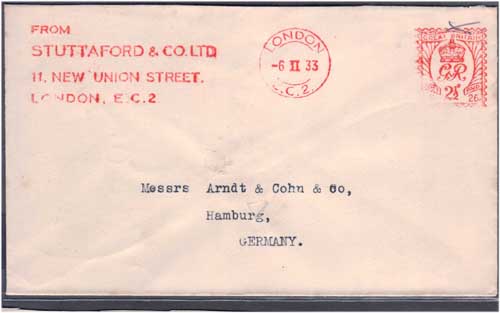 FROM
STUTTAFORD & CO. LTD
11, NEW UNION STREET.
LONDON, E.C.2
LONDON
-6 II 33
E.C.2.
GREAT BRITAIN
GR
2½
26
Messrs Arndt & Cohn & Co,
Hamburg,
GERMANY.